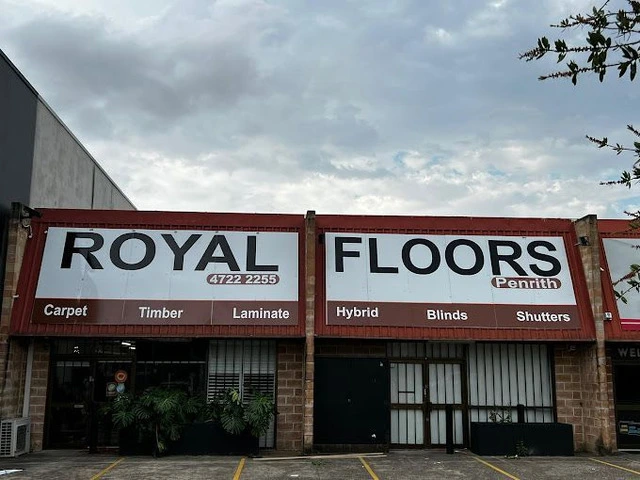 ROYAL FLOORS
4722 2255
Penrith
Carpet Timber Laminate Hybrid Blinds Shutters